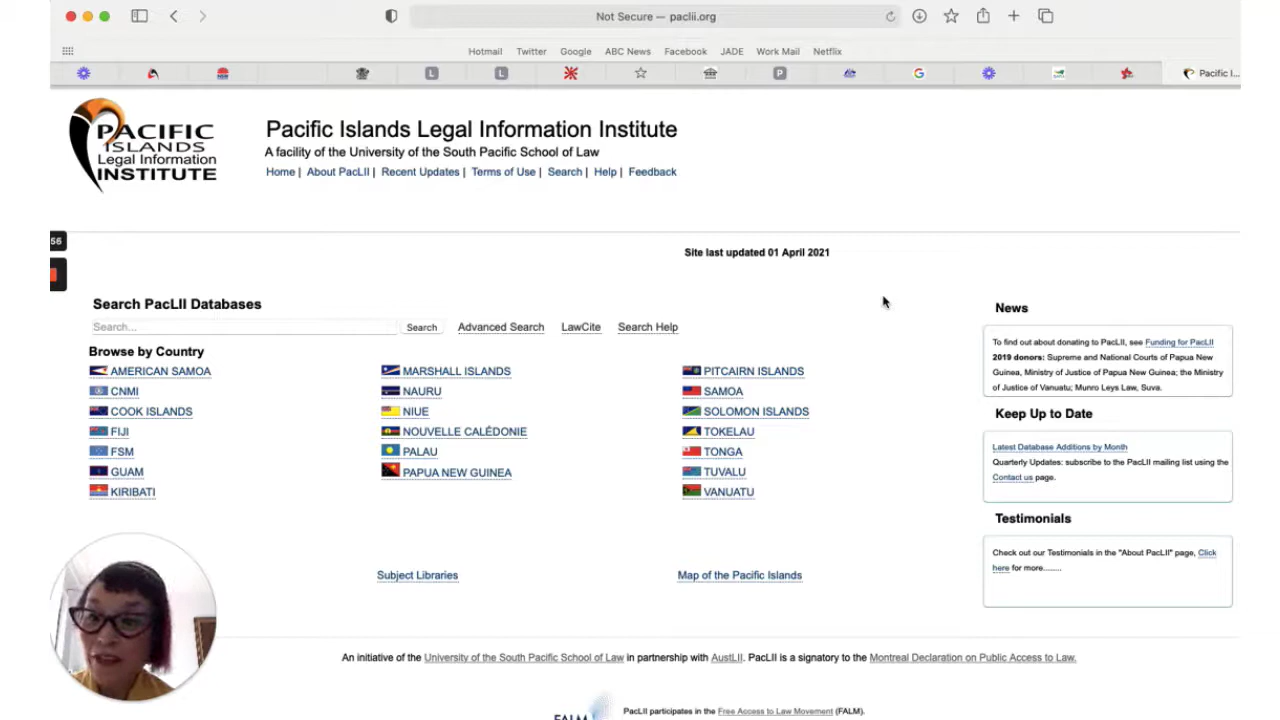 Not Secure — paclii.org
Hotmail Twitter Google ABC News Facebook JADE Work Mail Netflix
L L P G Pacific I...
PACIFIC
ISLANDS
Legal Information
INSTITUTE
Pacific Islands Legal Information Institute
A facility of the University of the South Pacific School of Law
Home | About PacLII | Recent Updates | Terms of Use | Search | Help | Feedback
56
Site last updated 01 April 2021
Search PacLII Databases
Search... Search Advanced Search LawCite Search Help
Browse by Country
AMERICAN SAMOA MARSHALL ISLANDS PITCAIRN ISLANDS
CNMI NAURU SAMOA
COOK ISLANDS NIUE SOLOMON ISLANDS
FIJI NOUVELLE CALÉDONIE TOKELAU
FSM PALAU TONGA
GUAM PAPUA NEW GUINEA TUVALU
KIRIBATI VANUATU
Subject Libraries Map of the Pacific Islands
News
To find out about donating to PacLII, see Funding for PacLII
2019 donors: Supreme and National Courts of Papua New
Guinea, Ministry of Justice of Papua New Guinea; the Ministry
of Justice of Vanuatu; Munro Leys Law, Suva.
Keep Up to Date
Latest Database Additions by Month
Quarterly Updates: subscribe to the PacLII mailing list using the
Contact us page.
Testimonials
Check out our Testimonials in the "About PacLII" page, Click
here for more.......
An initiative of the University of the South Pacific School of Law in partnership with AustLII. PacLII is a signatory to the Montreal Declaration on Public Access to Law.
FALM PacLII participates in the Free Access to Law Movement (FALM).